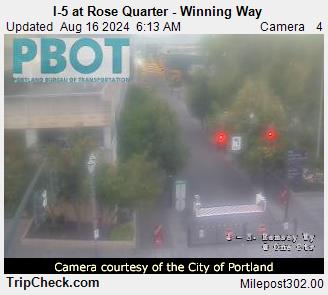 I-5 at Rose Quarter - Winning Way
Updated Aug 16 2024 6:13 AM Camera 4
PBOT
PORTLAND BUREAU OF TRANSPORTATION
Camera courtesy of the City of Portland
TripCheck.com Milepost302.00